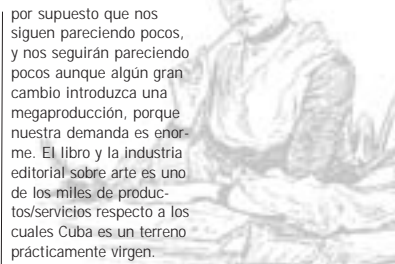 por supuesto que nos
siguen pareciendo pocos,
y nos seguirán pareciendo
pocos aunque algún gran
cambio introduzca una
megaproducción, porque
nuestra demanda es enor-
me. El libro y la industria
editorial sobre arte es uno
de los miles de produc-
tos/servicios respecto a los
cuales Cuba es un terreno
prácticamente virgen.